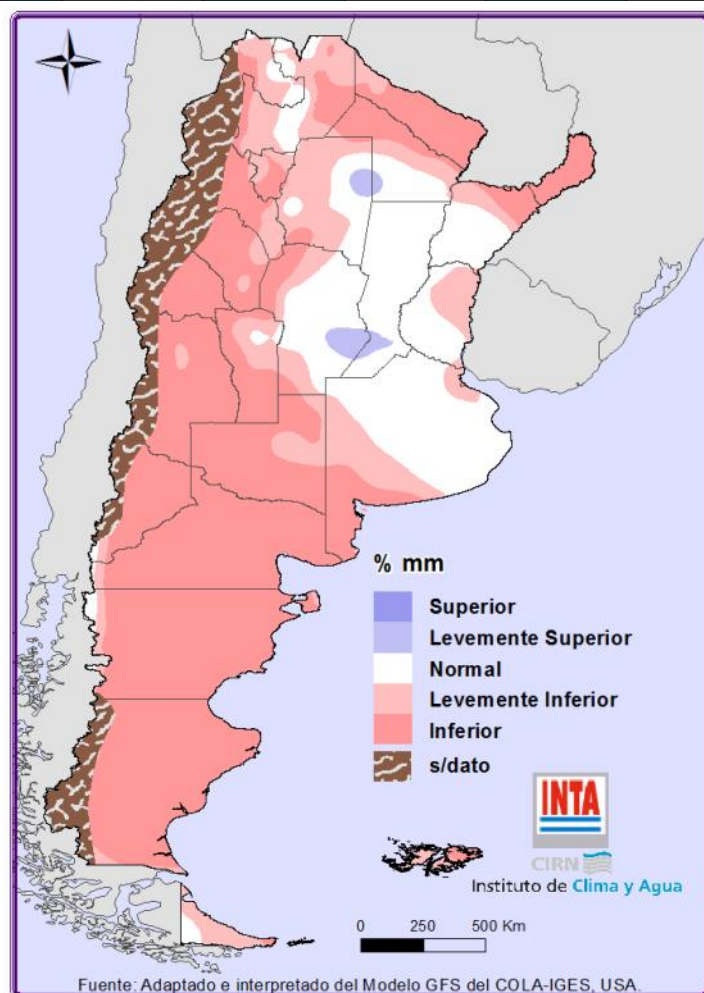 % mm
Superior
Levemente Superior
Normal
Levemente Inferior
Inferior
s/dato
INTA
CIRN
Instituto de Clima y Agua
0 250 500 Km
Fuente: Adaptado e interpretado del Modelo GFS del COLA-IGES, USA.